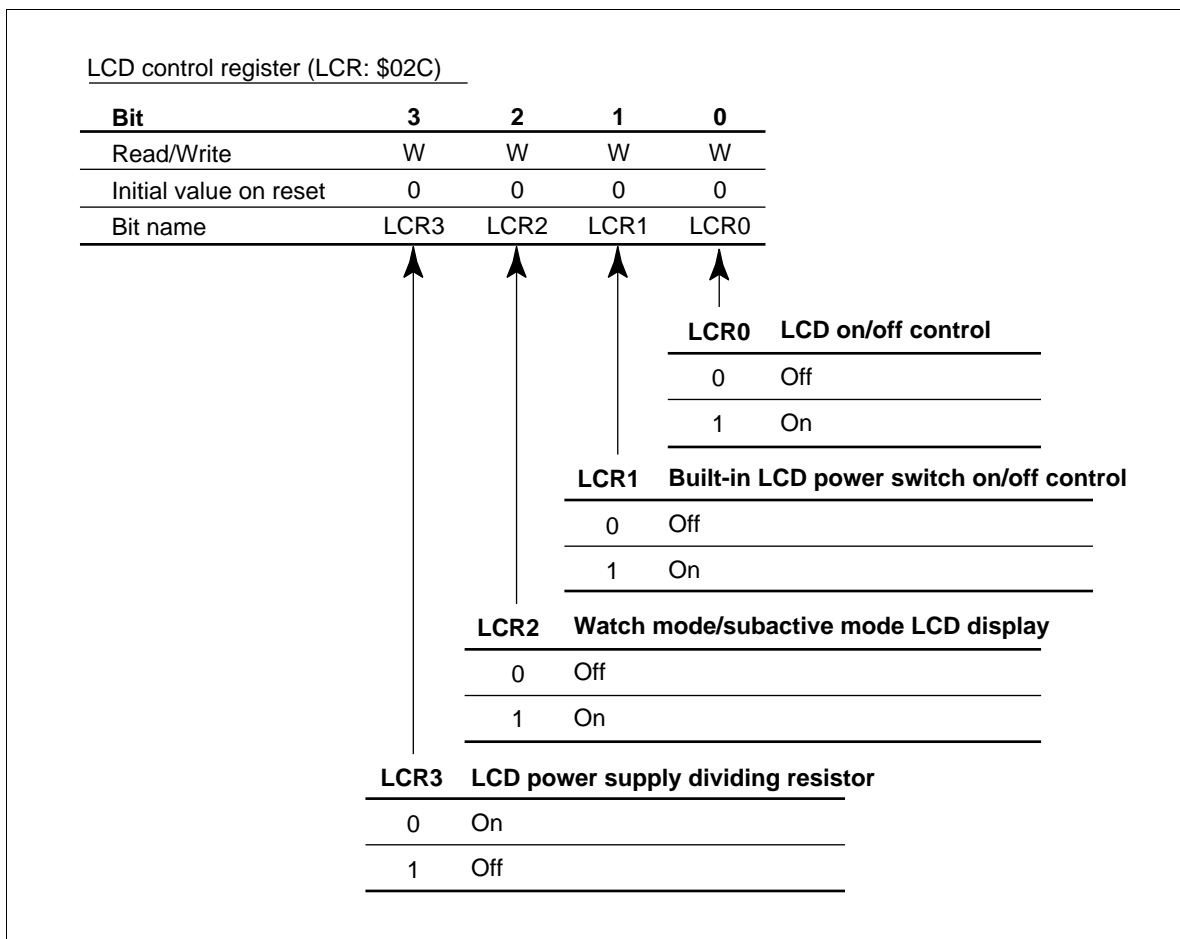 LCD control register (LCR: $02C)
Bit 3 2 1 0
Read/Write W W W W
Initial value on reset 0 0 0 0
Bit name LCR3 LCR2 LCR1 LCR0
LCR0 LCD on/off control
0 Off
1 On
LCR1 Built-in LCD power switch on/off control
0 Off
1 On
LCR2 Watch mode/subactive mode LCD display
0 Off
1 On
LCR3 LCD power supply dividing resistor
0 On
1 Off